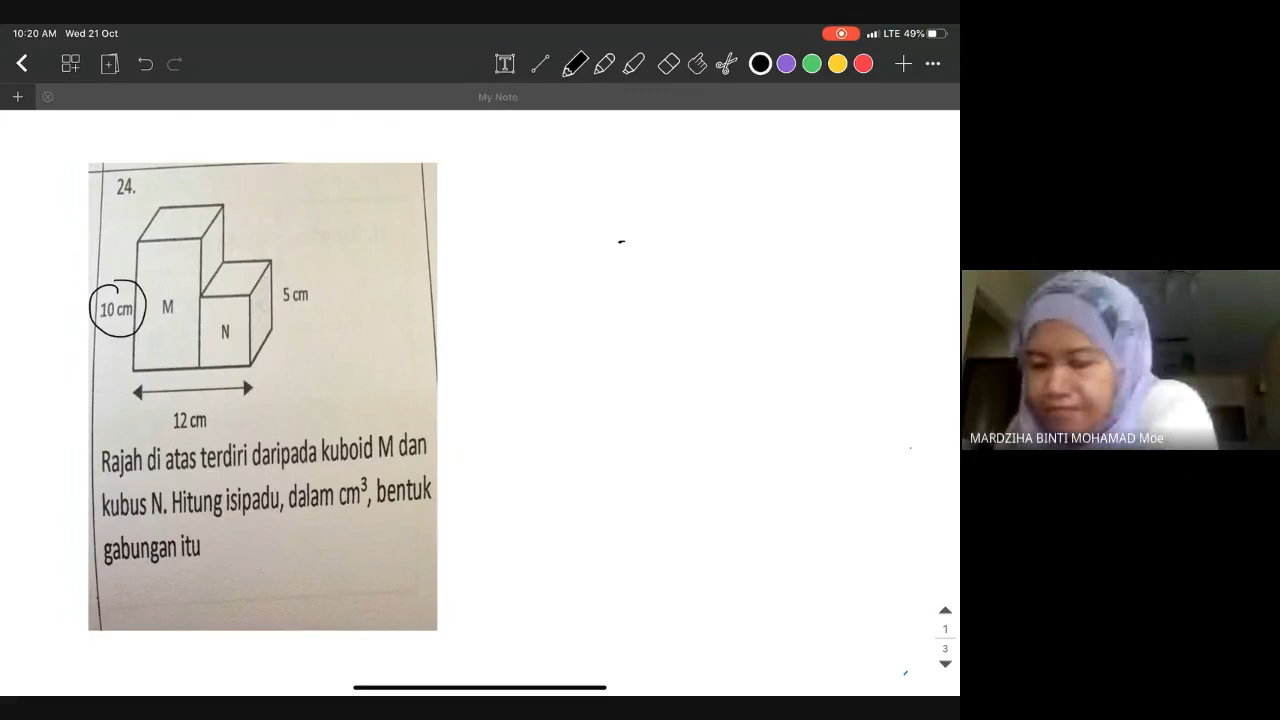 10:20 AM Wed 21 Oct
LTE 49%
My Note
24.
10 cm
M
N
5 cm
12 cm
Rajah di atas terdiri daripada kuboid M dan
kubus N. Hitung isipadu, dalam cm³, bentuk
gabungan itu
MARDZIHA BINTI MOHAMAD Moe
1
3